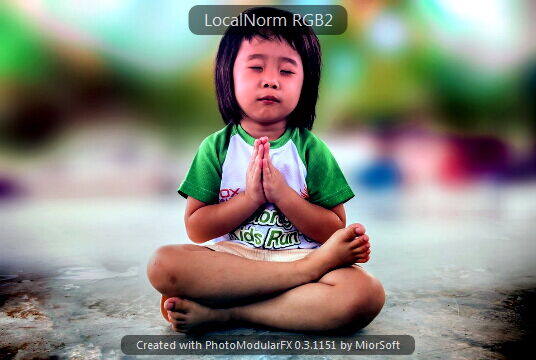 LocalNorm RGB2
Kids Run
Created with PhotoModularFX 0.3.1151 by MiorSoft